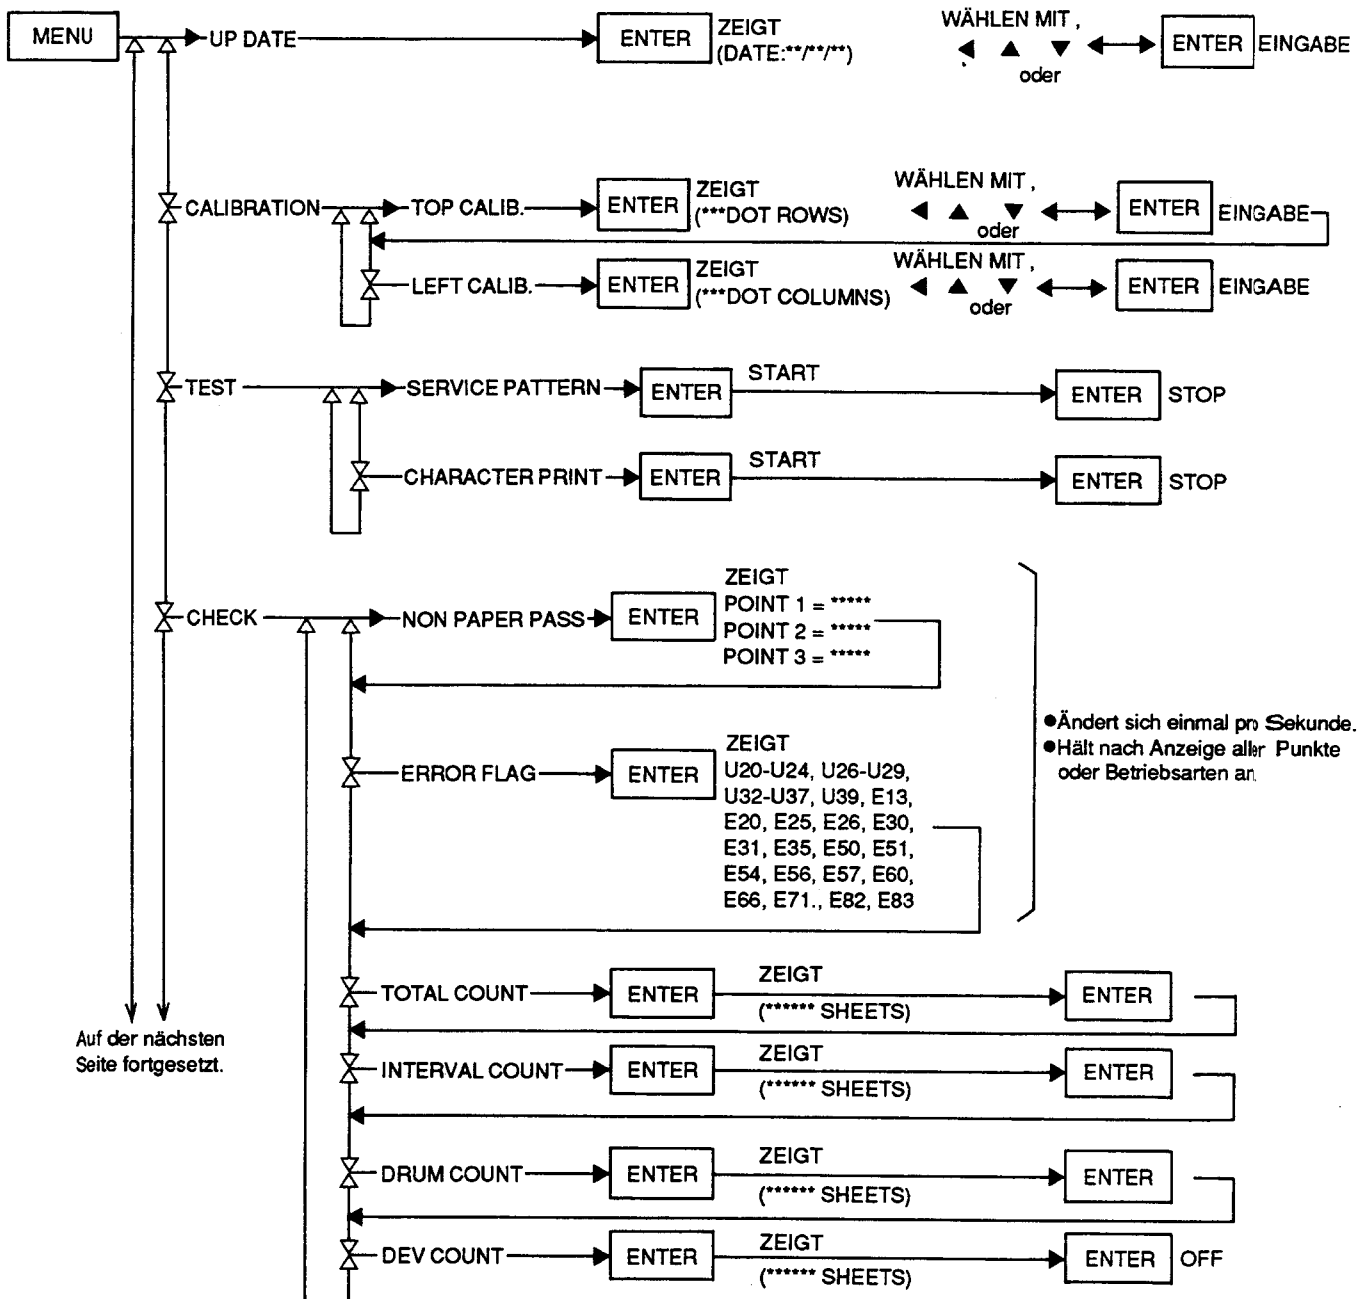 MENU
UP DATE
ENTER
ZEIGT
(DATE:**/**/**)
WÄHLEN MIT ,
oder
ENTER
EINGABE
CALIBRATION
TOP CALIB.
ENTER
ZEIGT
(***DOT ROWS)
WÄHLEN MIT ,
oder
ENTER
EINGABE
LEFT CALIB.
ENTER
ZEIGT
(***DOT COLUMNS)
WÄHLEN MIT ,
oder
ENTER
EINGABE
TEST
SERVICE PATTERN
ENTER
START
ENTER
STOP
CHARACTER PRINT
ENTER
START
ENTER
STOP
CHECK
NON PAPER PASS
ENTER
ZEIGT
POINT 1 = *****
POINT 2 = *****
POINT 3 = *****
ERROR FLAG
ENTER
ZEIGT
U20-U24, U26-U29,
U32-U37, U39, E13,
E20, E25, E26, E30,
E31, E35, E50, E51,
E54, E56, E57, E60,
E66, E71., E82, E83
●Ändert sich einmal pro Sekunde.
●Hält nach Anzeige aller Punkte
oder Betriebsarten an.
TOTAL COUNT
ENTER
ZEIGT
(****** SHEETS)
ENTER
INTERVAL COUNT
ENTER
ZEIGT
(****** SHEETS)
ENTER
DRUM COUNT
ENTER
ZEIGT
(****** SHEETS)
ENTER
DEV COUNT
ENTER
ZEIGT
(****** SHEETS)
ENTER
OFF
Auf der nächsten
Seite fortgesetzt.